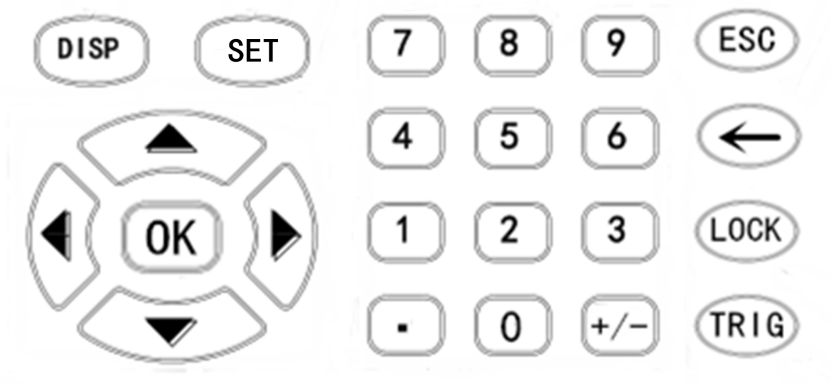 DISP SET 7 8 9 ESC
4 5 6 ←
OK 1 2 3 LOCK
. 0 +/- TRIG